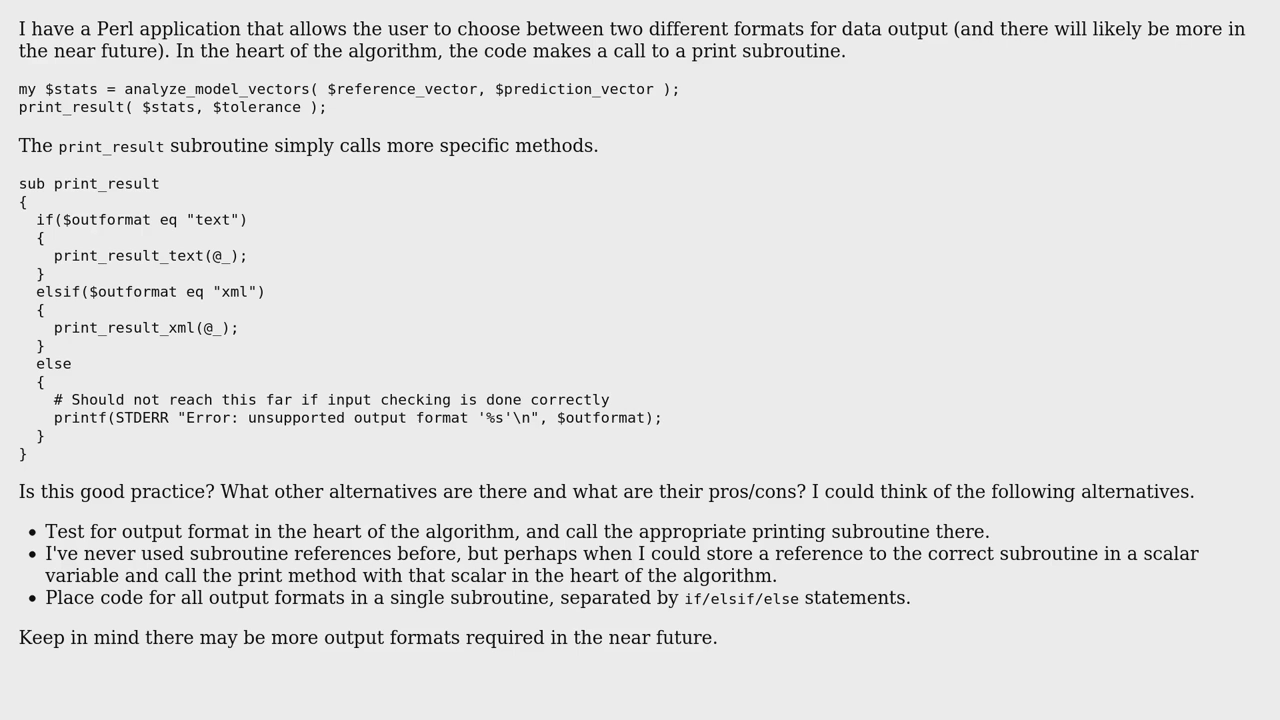 I have a Perl application that allows the user to choose between two different formats for data output (and there will likely be more in
the near future). In the heart of the algorithm, the code makes a call to a print subroutine.
my $stats = analyze_model_vectors( $reference_vector, $prediction_vector );
print_result( $stats, $tolerance );
The print_result subroutine simply calls more specific methods.
sub print_result
{
  if($outformat eq "text")
  {
    print_result_text(@_);
  }
  elsif($outformat eq "xml")
  {
    print_result_xml(@_);
  }
  else
  {
    # Should not reach this far if input checking is done correctly
    printf(STDERR "Error: unsupported output format '%s'\n", $outformat);
  }
}
Is this good practice? What other alternatives are there and what are their pros/cons? I could think of the following alternatives.
• Test for output format in the heart of the algorithm, and call the appropriate printing subroutine there.
• I've never used subroutine references before, but perhaps when I could store a reference to the correct subroutine in a scalar
variable and call the print method with that scalar in the heart of the algorithm.
• Place code for all output formats in a single subroutine, separated by if/elsif/else statements.
Keep in mind there may be more output formats required in the near future.